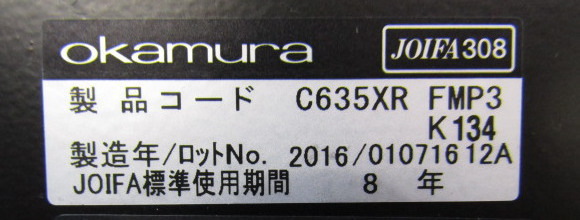 okamura JOIFA308
製品コード C635XR FMP3
K134
製造年/ロットNo. 2016/01071612A
JOIFA標準使用期間 8 年